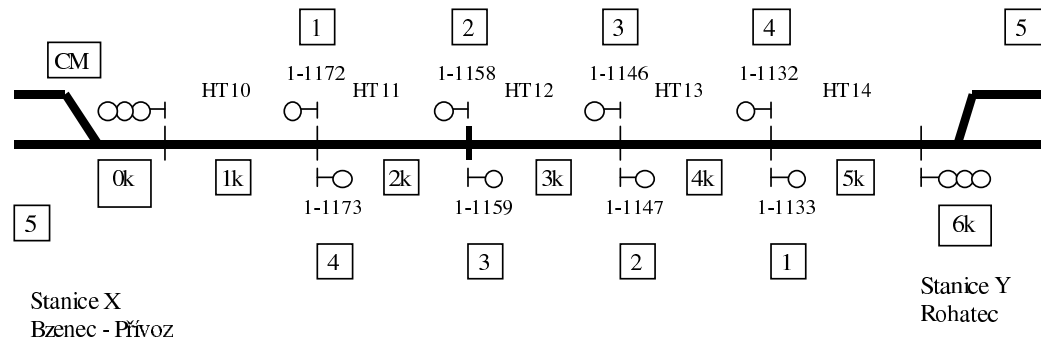 1 2 3 4 5
CM
1-1172 1-1158 1-1146 1-1132
HT10 HT11 HT12 HT13 HT14
0k 1k 2k 3k 4k 5k 6k
1-1173 1-1159 1-1147 1-1133
5
4 3 2 1
Stanice X
Bzenec - Přívoz
Stanice Y
Rohatec